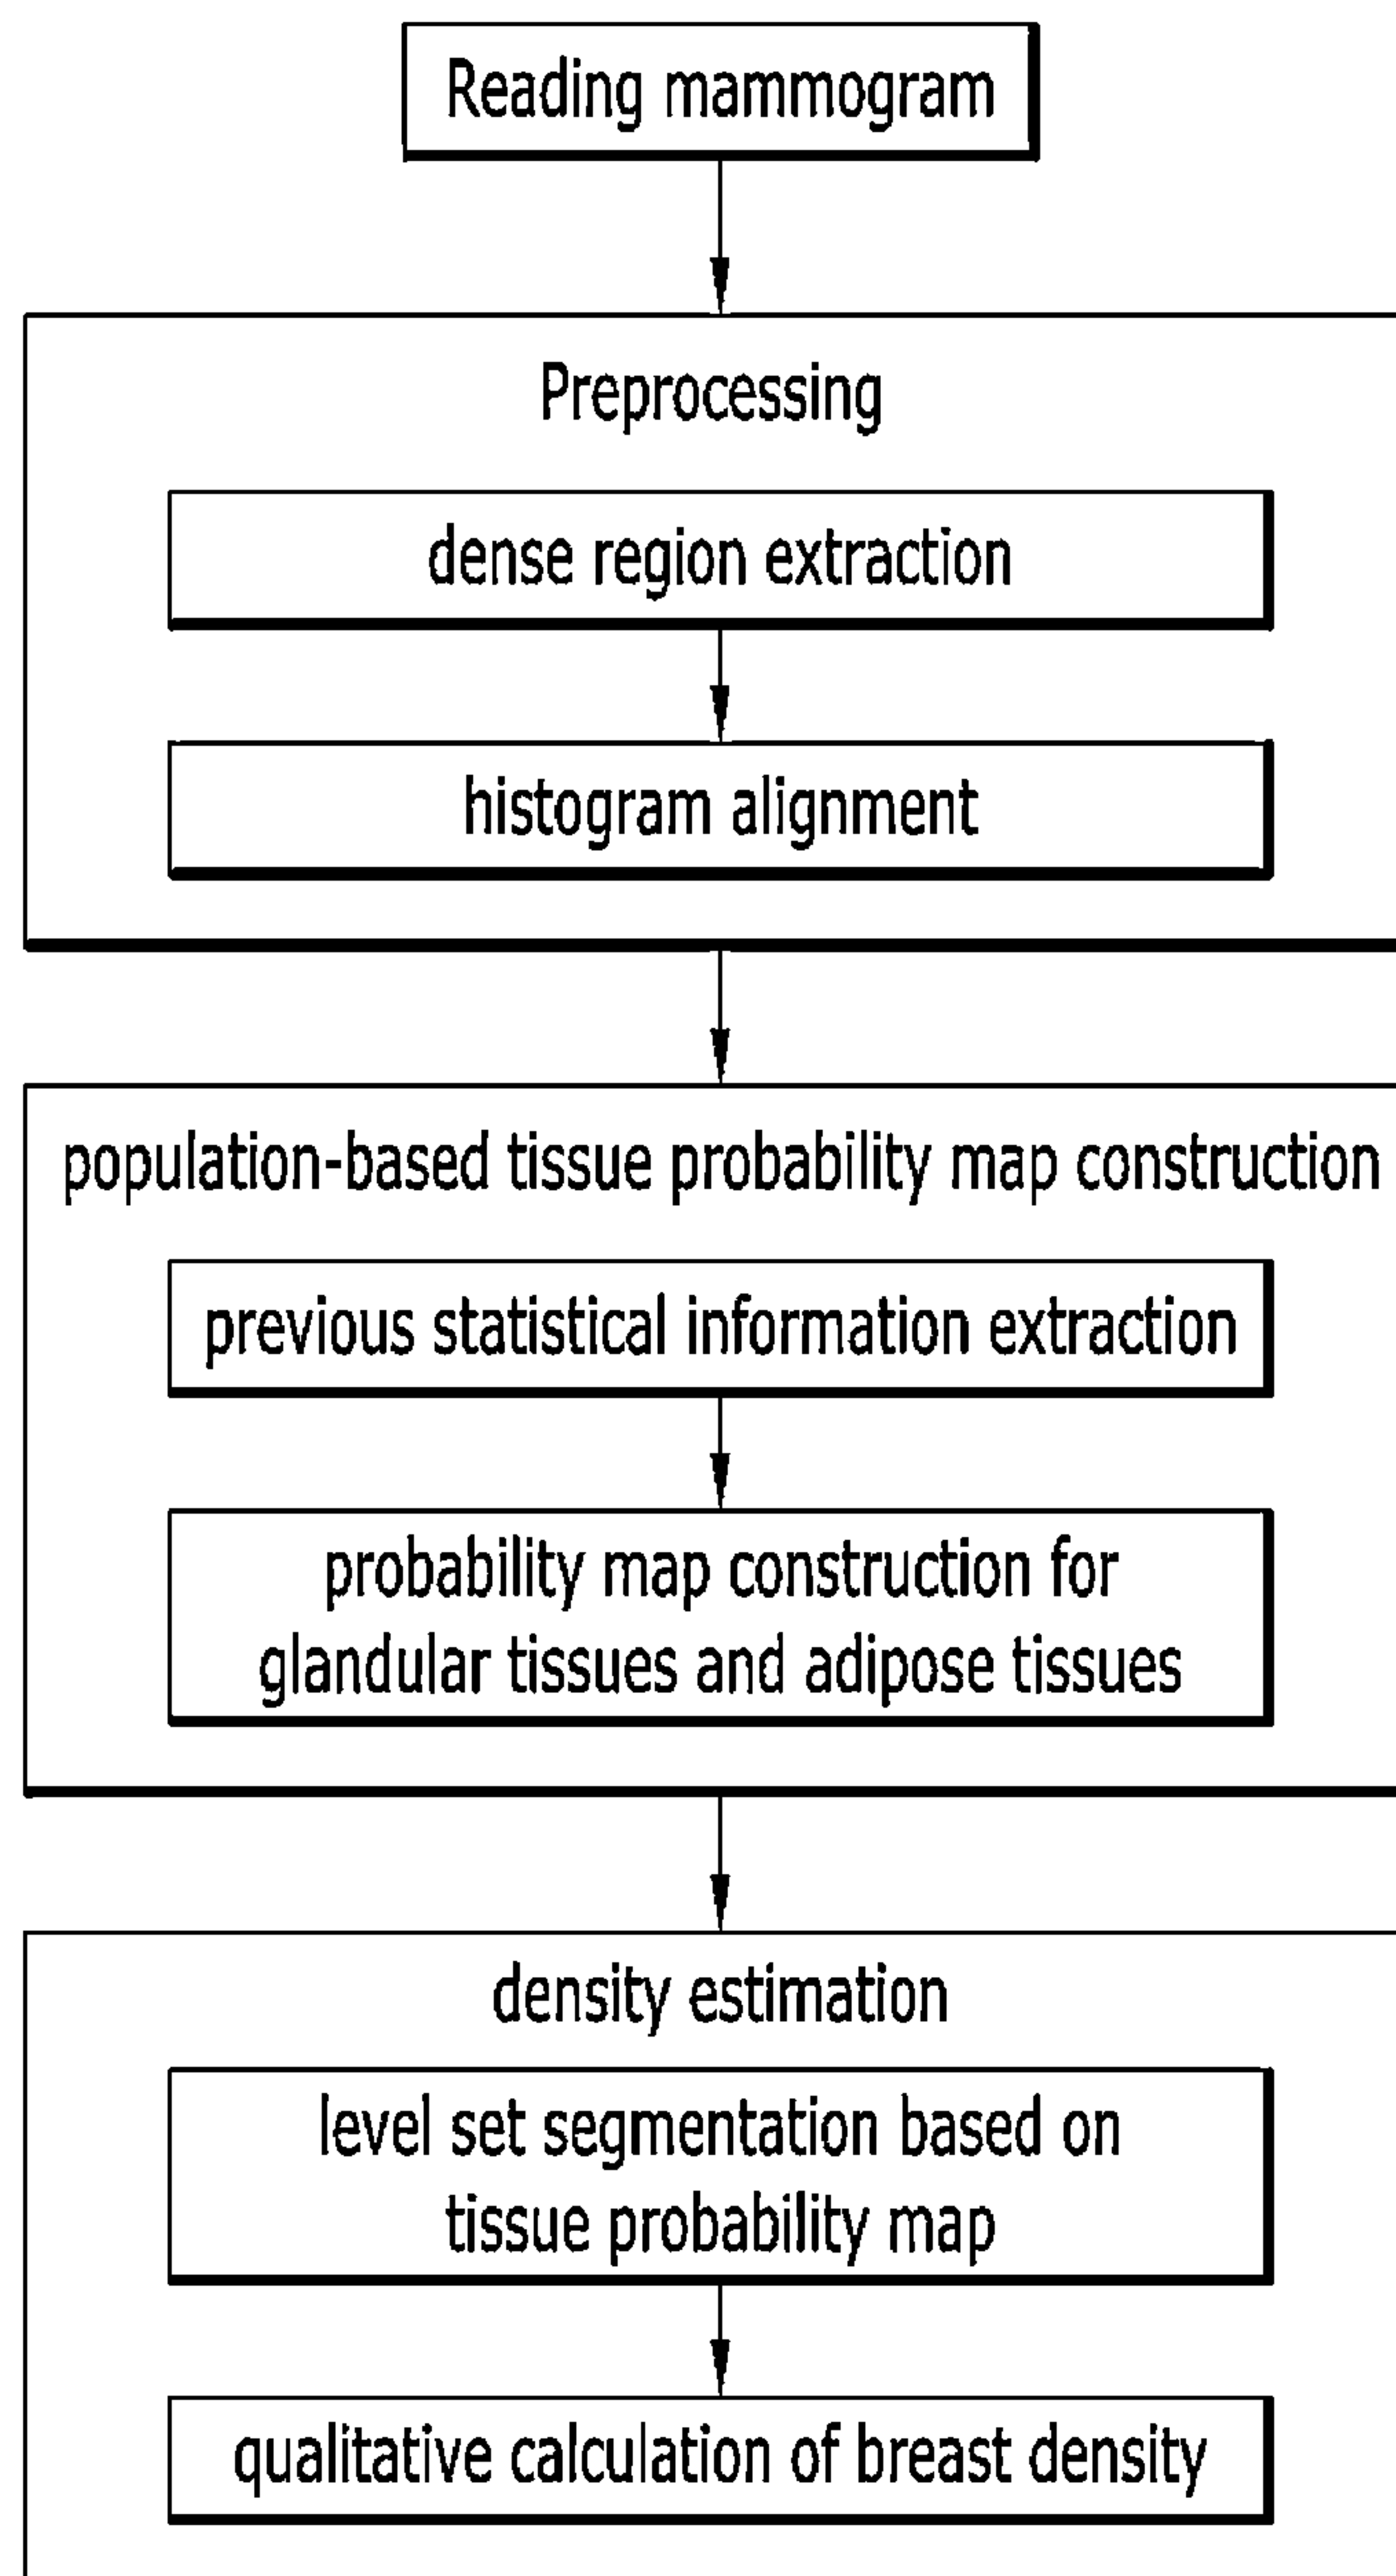 Reading mammogram
Preprocessing
dense region extraction
histogram alignment
population-based tissue probability map construction
previous statistical information extraction
probability map construction for
glandular tissues and adipose tissues
density estimation
level set segmentation based on
tissue probability map
qualitative calculation of breast density